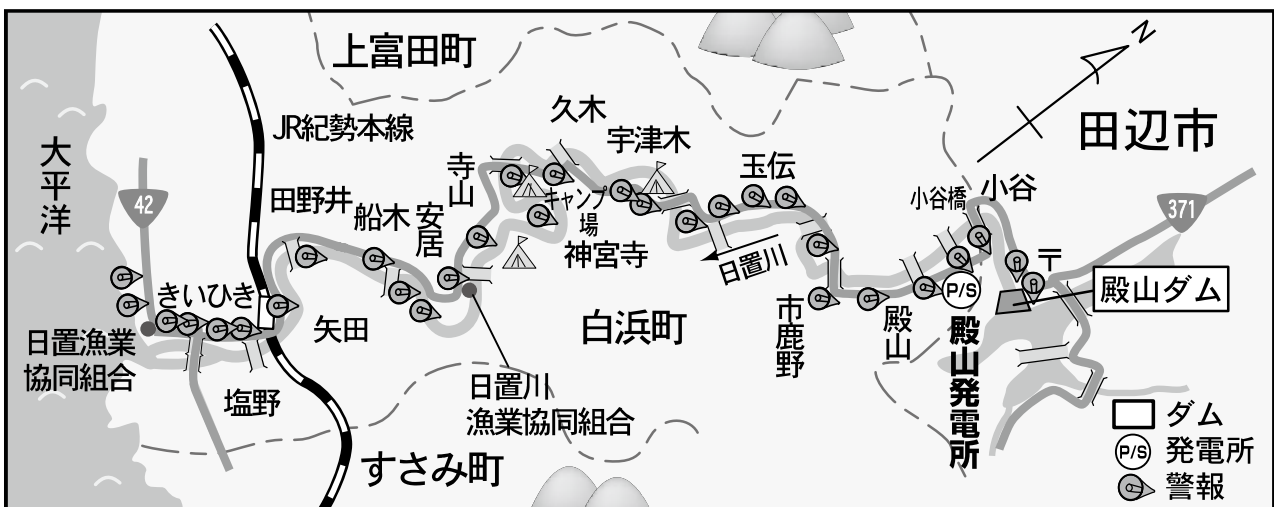 上富田町
N
久木
宇津木
JR紀勢本線
田辺市
大平洋
寺山
玉伝
小谷橋
小谷
42
田野井
船木
安居
キャンプ
場
371
神宮寺
日置川
〒
殿山ダム
きいひき
P/S
日置漁業
協同組合
矢田
白浜町
市鹿野
殿山
殿山発電所
塩野
日置川
漁業協同組合
すさみ町
ダム
P/S
発電所
警報